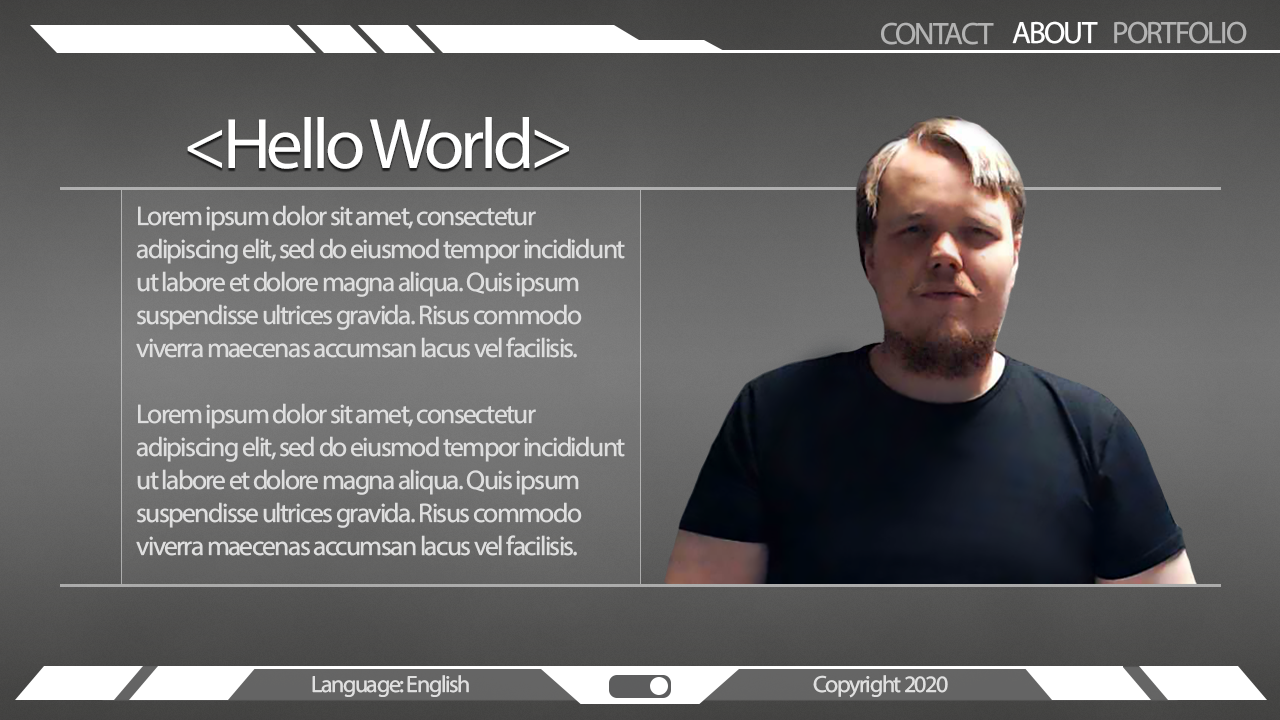 CONTACT ABOUT PORTFOLIO
<Hello World>
Lorem ipsum dolor sit amet, consectetur
adipiscing elit, sed do eiusmod tempor incididunt
ut labore et dolore magna aliqua. Quis ipsum
suspendisse ultrices gravida. Risus commodo
viverra maecenas accumsan lacus vel facilisis.
Lorem ipsum dolor sit amet, consectetur
adipiscing elit, sed do eiusmod tempor incididunt
ut labore et dolore magna aliqua. Quis ipsum
suspendisse ultrices gravida. Risus commodo
viverra maecenas accumsan lacus vel facilisis.
Language: English
Copyright 2020